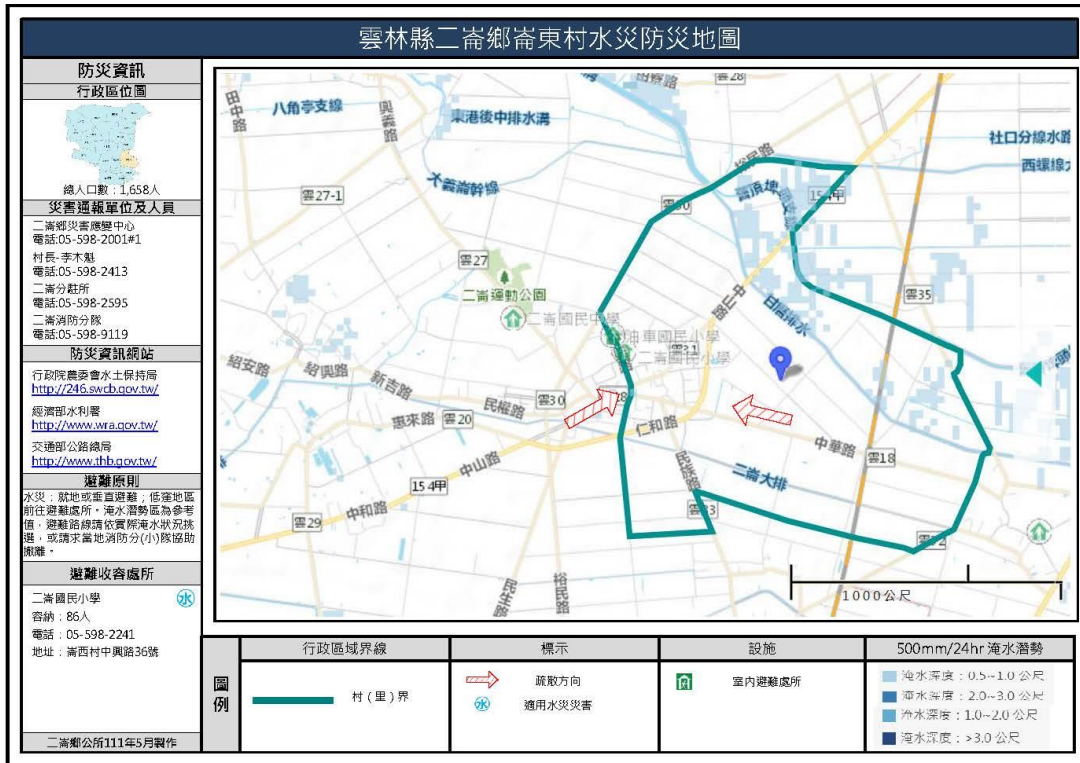 雲林縣二崙鄉崙東村水災防災地圖
防災資訊
行政區位圖
總人口數：1,658人
災害通報單位及人員
二崙鄉災害應變中心
電話:05-598-2001#1
村長-李木魁
電話:05-598-2413
二崙分駐所
電話:05-598-2595
二崙消防分隊
電話:05-598-9119
防災資訊網站
行政院農委會水土保持局
http://246.swcb.gov.tw/
經濟部水利署
http://www.wra.gov.tw/
交通部公路總局
http://www.thb.gov.tw/
避難原則
水災：就地或垂直避難；低窪地區
前往避難處所。淹水潛勢區為參考
值，避難路線請依實際淹水狀況挑
選，或請求當地消防分(小)隊協助
撤離。
避難收容處所
二崙國民小學
水
容納：86人
電話：05-598-2241
地址：崙西村中興路36號
二崙鄉公所111年5月製作
田中路
八角亭支線
興義路
東港後中排水溝
雲28
社口分線水路
西螺線
裕民路
大義崙幹線
雲27-1
雲30
154甲
雲27
二崙運動公園
二崙國民中學
油車國民小學
二崙國民小學
雲31
中山路
雲35
紹安路
紹興路
新吉路
民權路
雲30
惠來路
雲20
仁和路
中華路
雲18
中山路
154甲
二崙大排
中和路
雲29
民生路
裕民路
1000公尺
圖例
行政區域界線
標示
設施
500mm/24hr 淹水潛勢
村（里）界
疏散方向
水
適用水災災害
室內避難處所
淹水深度：0.5~1.0 公尺
淹水深度：2.0~3.0 公尺
淹水深度：1.0~2.0 公尺
淹水深度：>3.0 公尺